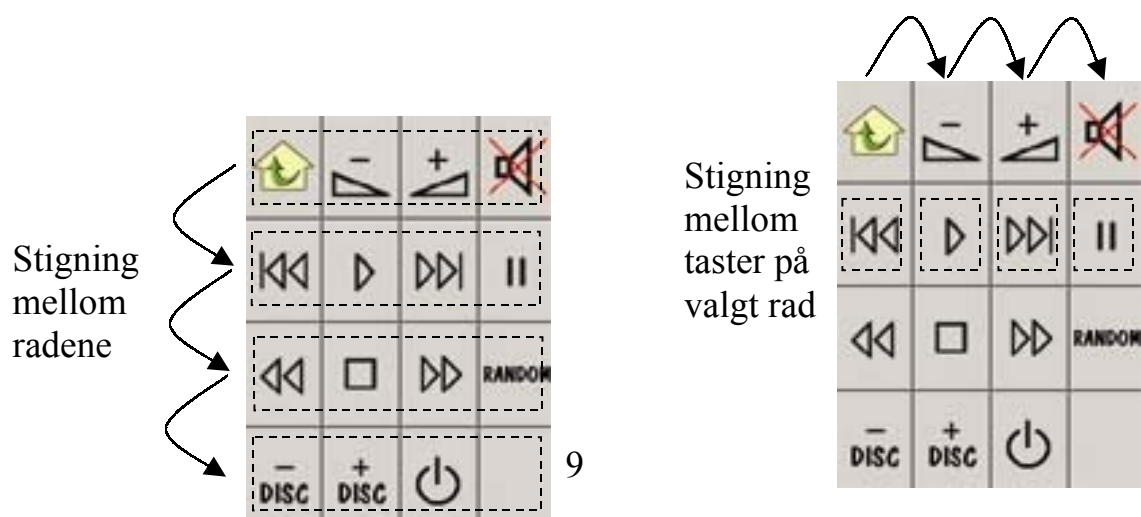 Stigning
mellom
radene
- +
RANDOM
- +
DISC DISC
9
Stigning
mellom
taster på
valgt rad
- +
RANDOM
- +
DISC DISC